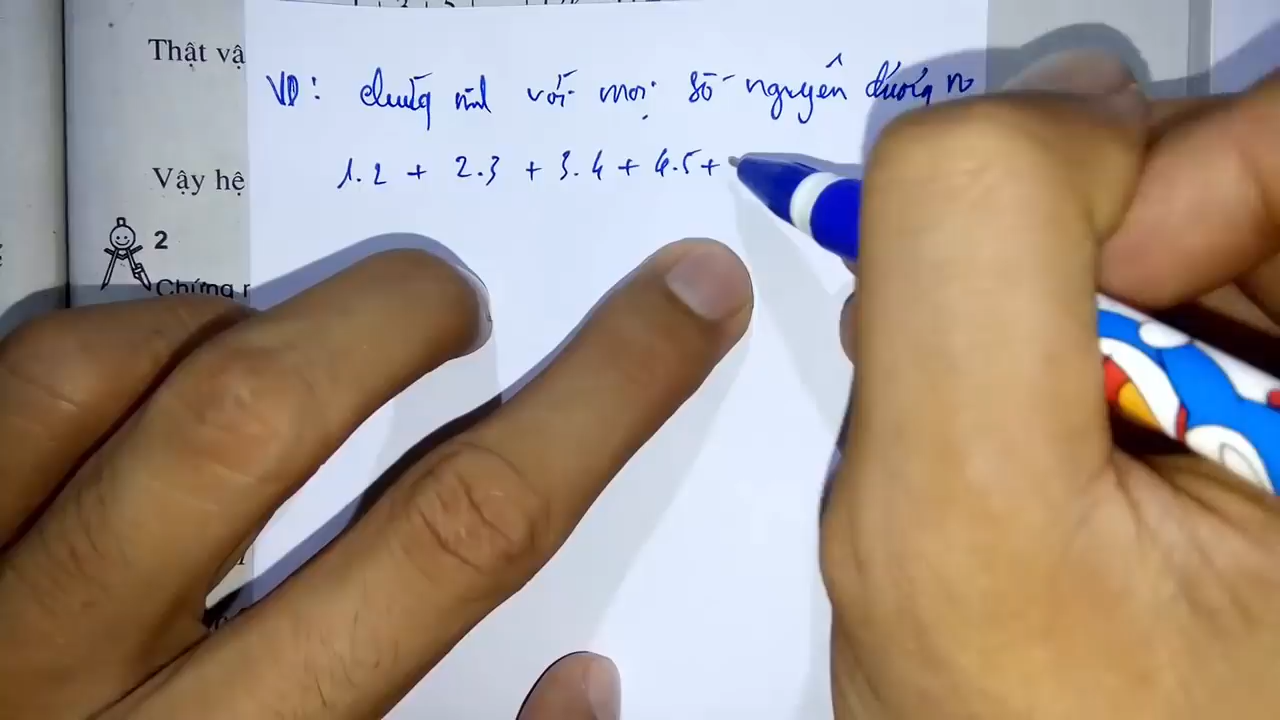 Thật vậ
VD: chứng minh với mọi số nguyên dương n
1.2 + 2.3 + 3.4 + 4.5 +
Vậy hệ
2
Chứng r